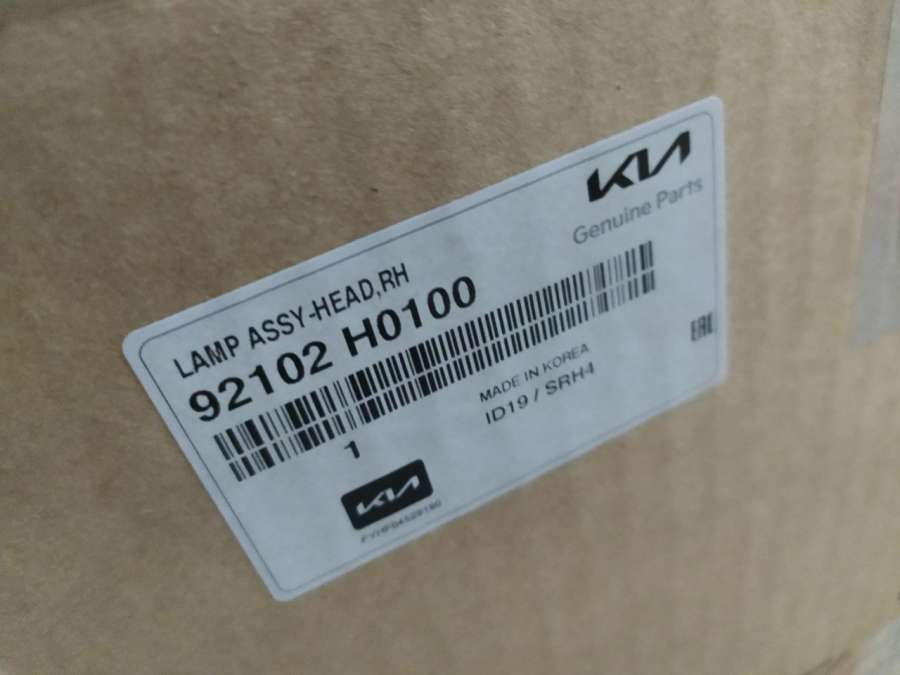 KIA
Genuine Parts
LAMP ASSY-HEAD,RH
92102 H0100
MADE IN KOREA
ID19 / SRH4
1
EAC
KIA